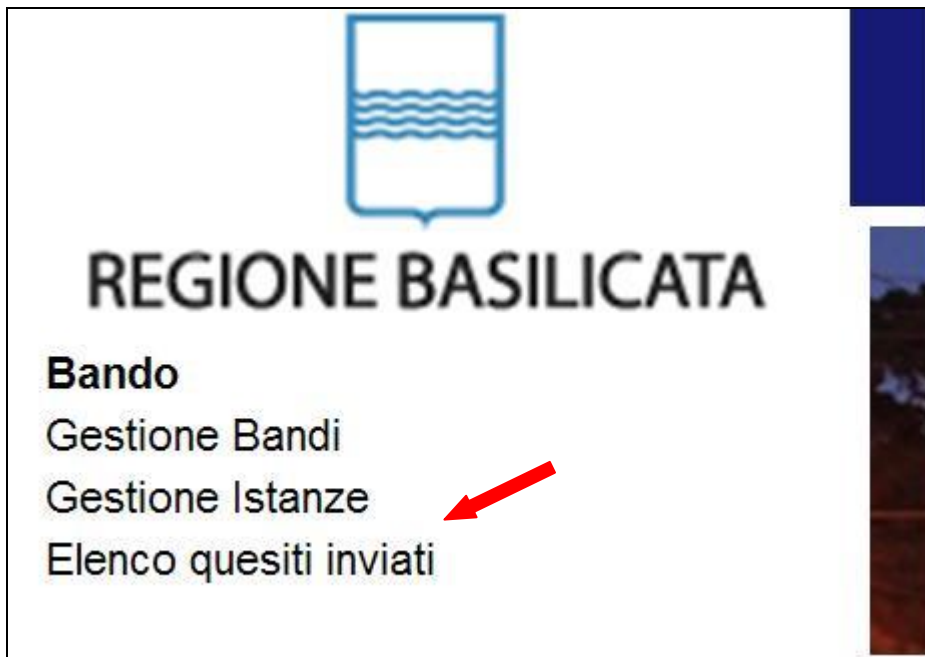 REGIONE BASILICATA
Bando
Gestione Bandi
Gestione Istanze
Elenco quesiti inviati